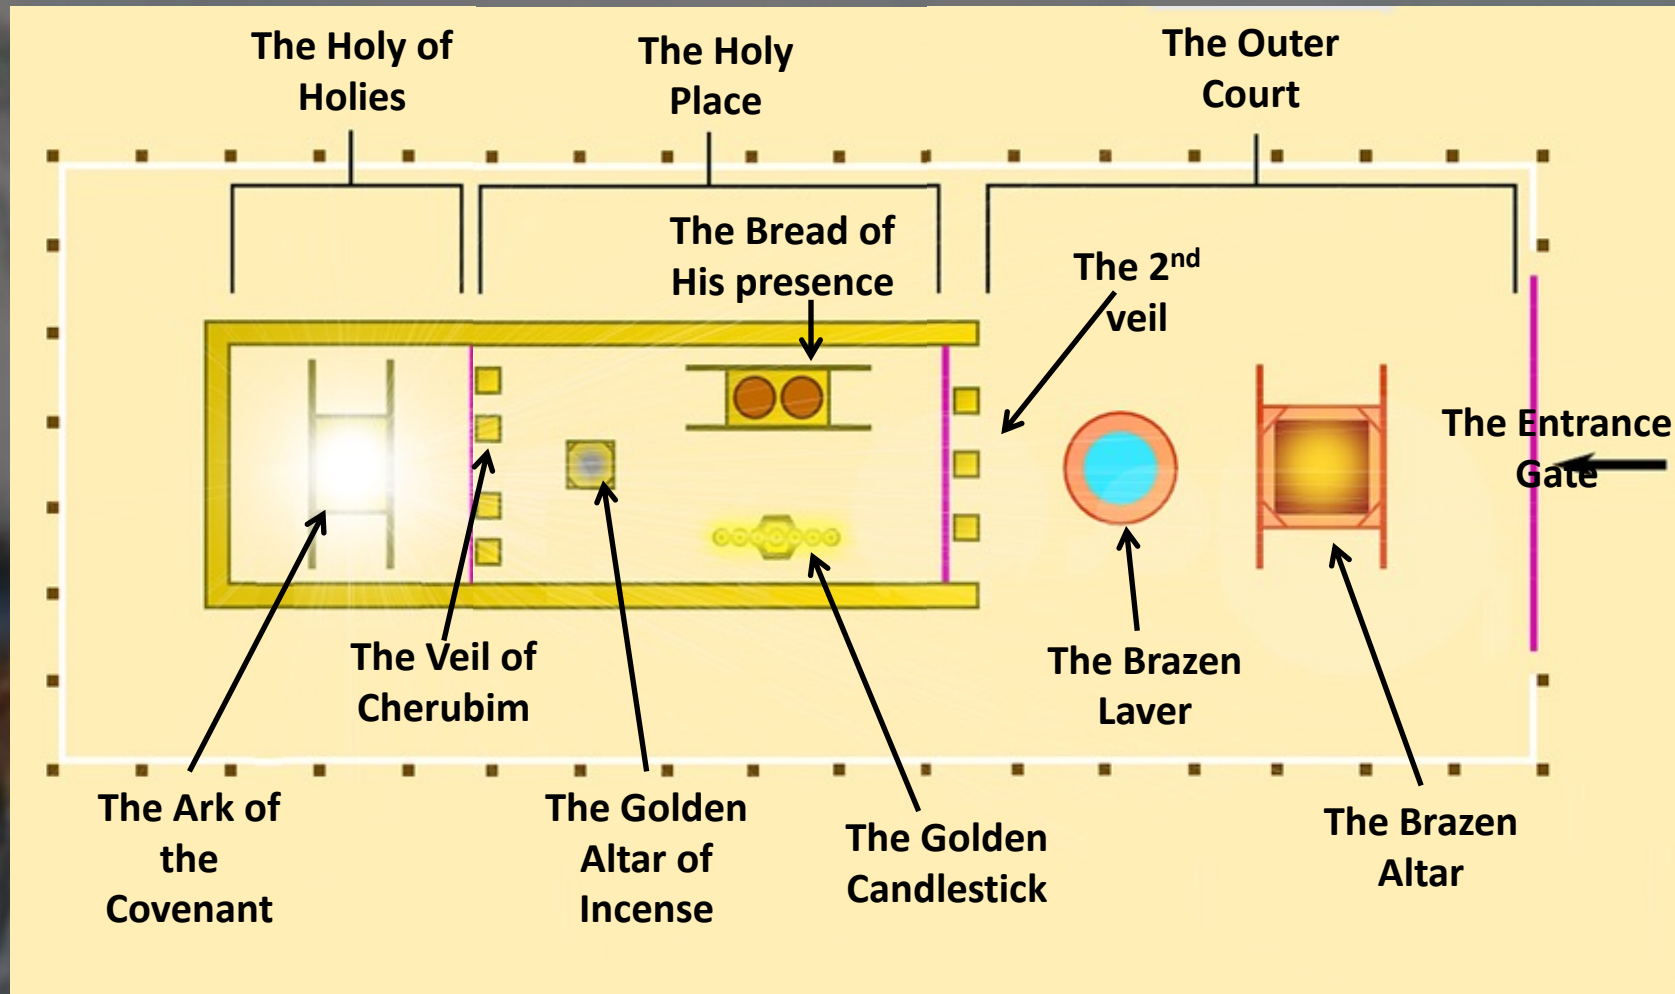 The Holy of
Holies
The Holy
Place
The Outer
Court
The Bread of
His presence
The 2nd
veil
The Entrance
Gate
The Veil of
Cherubim
The Brazen
Laver
The Ark of
the
Covenant
The Golden
Altar of
Incense
The Golden
Candlestick
The Brazen
Altar